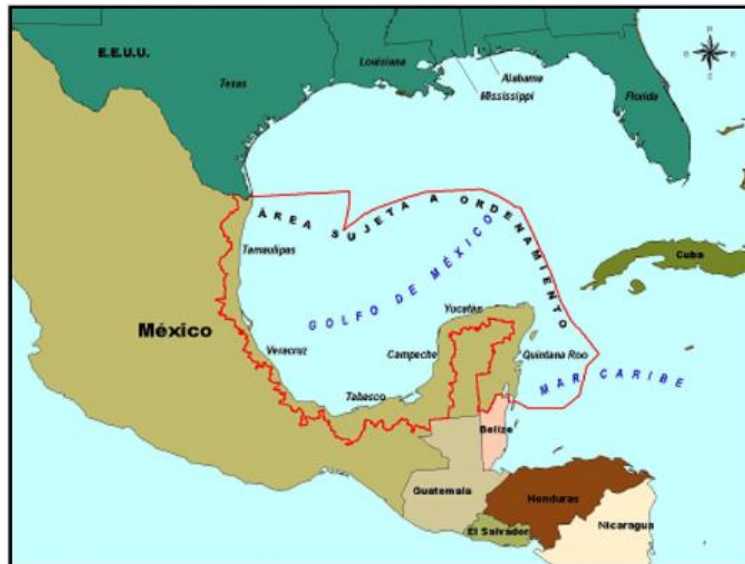 E.E.U.U.
Texas
Louisiana
Alabama
Mississippi
Florida
ÁREA SUJETA A ORDENAMIENTO
Tamaulipas
GOLFO DE MÉXICO
Cuba
México
Yucatán
Veracruz
Campeche
Quintana Roo
MAR CARIBE
Tabasco
Belize
Guatemala
Honduras
El Salvador
Nicaragua